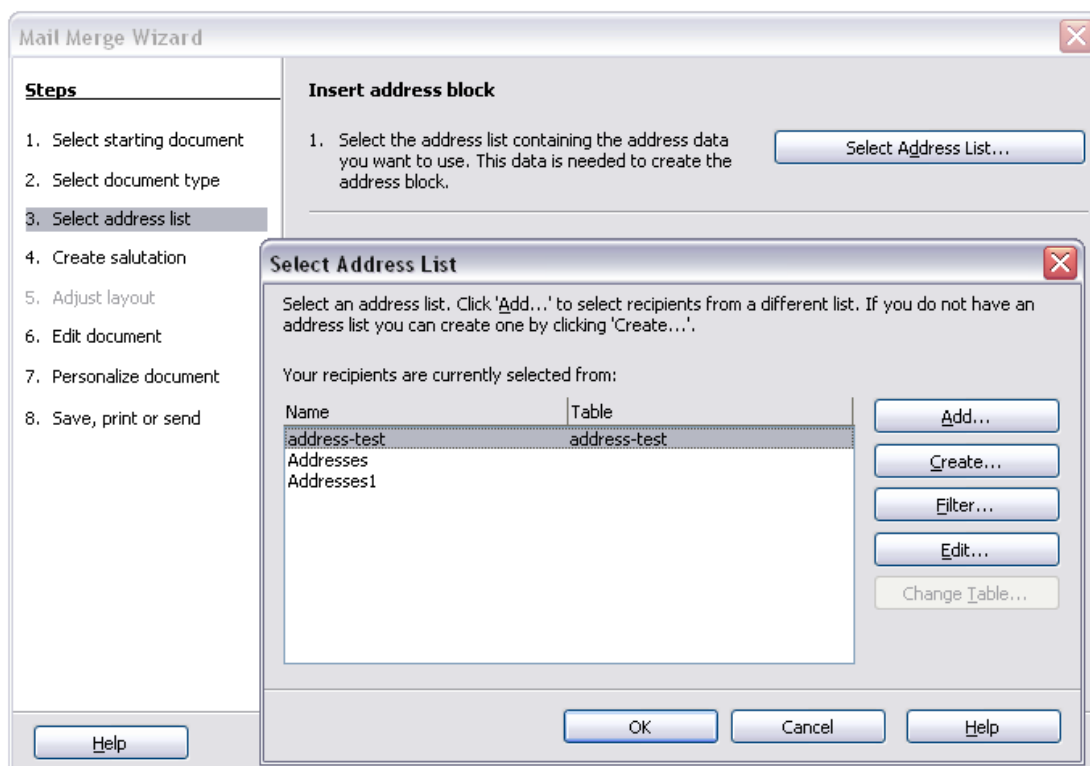 Mail Merge Wizard
Steps
1. Select starting document
2. Select document type
3. Select address list
4. Create salutation
5. Adjust layout
6. Edit document
7. Personalize document
8. Save, print or send
Help
Insert address block
1. Select the address list containing the address data
you want to use. This data is needed to create the
address block.
Select Address List...
Select Address List
Select an address list. Click 'Add...' to select recipients from a different list. If you do not have an
address list you can create one by clicking 'Create...'.
Your recipients are currently selected from:
Name Table
address-test address-test
Addresses
Addresses1
Add...
Create...
Filter...
Edit...
Change Table...
OK Cancel Help